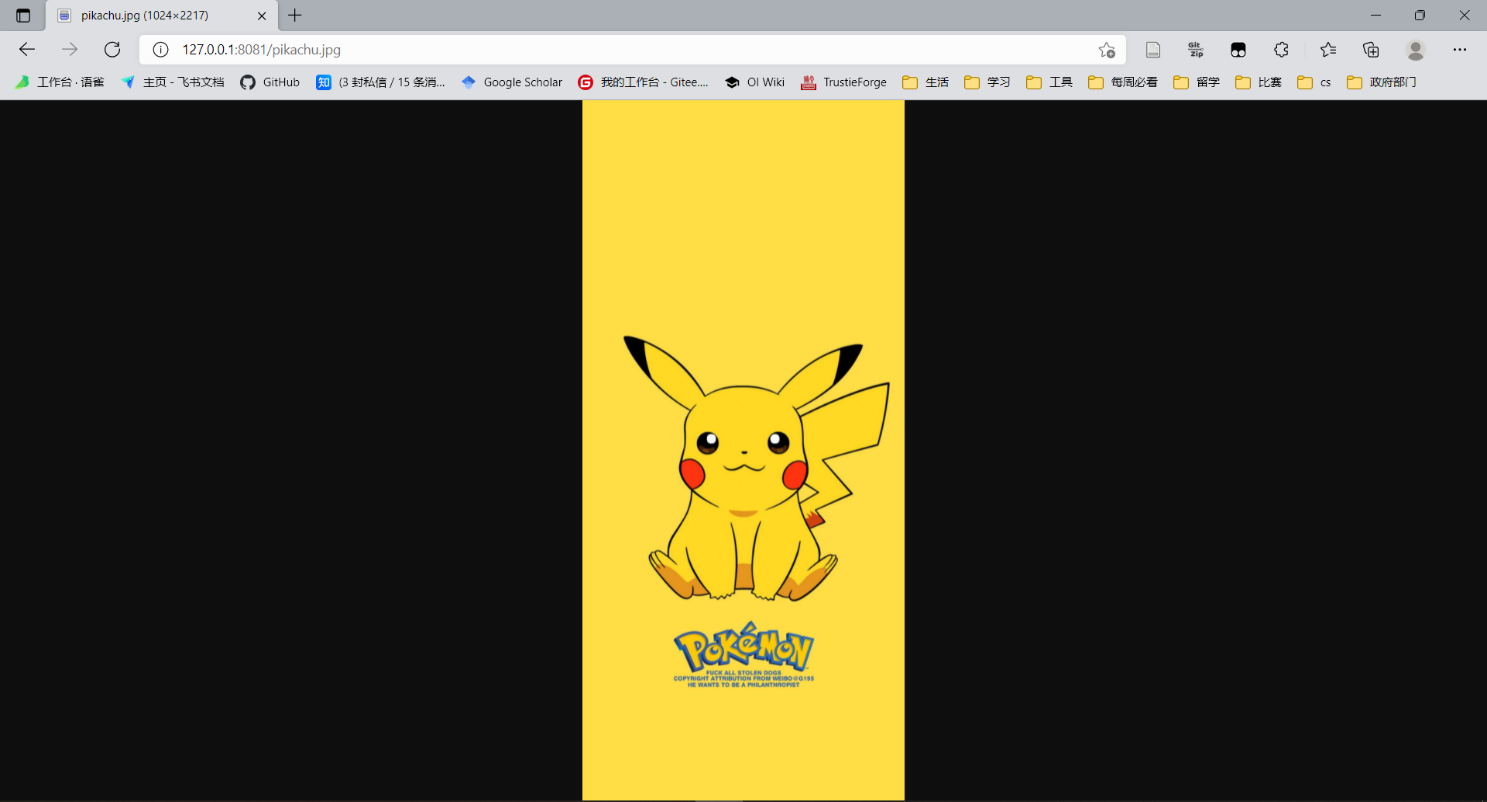 pikachu.jpg (1024×2217)
127.0.0.1:8081/pikachu.jpg
Git Zip
工作台 · 语雀 主页 - 飞书文档 GitHub 知 (3 封私信 / 15 条消... Google Scholar G 我的工作台 - Gitee.... OI Wiki TrustieForge 生活 学习 工具 每周必看 留学 比赛 cs 政府部门
POKéMON
FUCK ALL STOLEN DOGS
COPYRIGHT ATTRIBUTION FROM WEIBO@G195
HE WANTS TO BE A PHILANTHROPIST